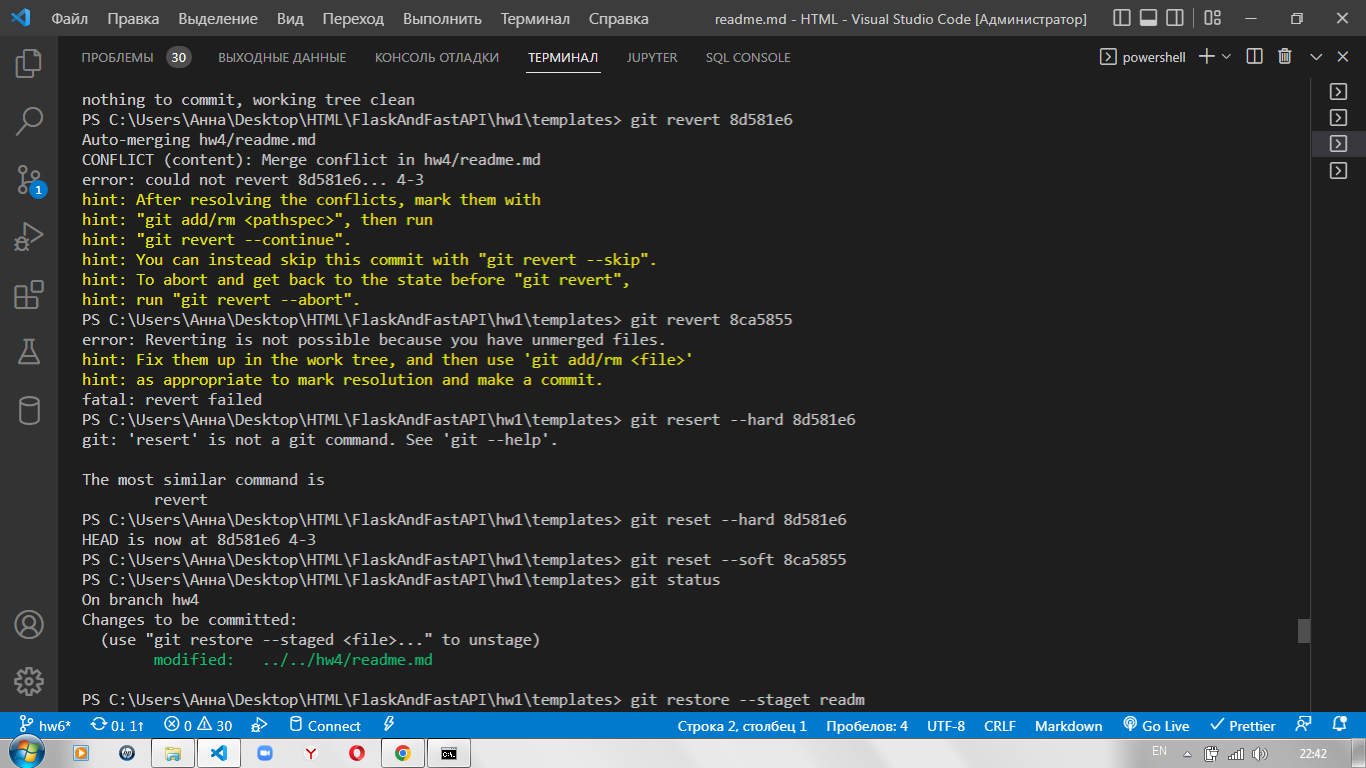 Файл Правка Выделение Вид Переход Выполнить Терминал Справка readme.md - HTML - Visual Studio Code [Администратор]
ПРОБЛЕМЫ 30 ВЫХОДНЫЕ ДАННЫЕ КОНСОЛЬ ОТЛАДКИ ТЕРМИНАЛ JUPYTER SQL CONSOLE powershell
nothing to commit, working tree clean
PS C:\Users\Анна\Desktop\HTML\FlaskAndFastAPI\hw1\templates> git revert 8d581e6
Auto-merging hw4/readme.md
CONFLICT (content): Merge conflict in hw4/readme.md
error: could not revert 8d581e6... 4-3
hint: After resolving the conflicts, mark them with
hint: "git add/rm <pathspec>", then run
hint: "git revert --continue".
hint: You can instead skip this commit with "git revert --skip".
hint: To abort and get back to the state before "git revert",
hint: run "git revert --abort".
PS C:\Users\Анна\Desktop\HTML\FlaskAndFastAPI\hw1\templates> git revert 8ca5855
error: Reverting is not possible because you have unmerged files.
hint: Fix them up in the work tree, and then use 'git add/rm <file>'
hint: as appropriate to mark resolution and make a commit.
fatal: revert failed
PS C:\Users\Анна\Desktop\HTML\FlaskAndFastAPI\hw1\templates> git resert --hard 8d581e6
git: 'resert' is not a git command. See 'git --help'.
The most similar command is
revert
PS C:\Users\Анна\Desktop\HTML\FlaskAndFastAPI\hw1\templates> git reset --hard 8d581e6
HEAD is now at 8d581e6 4-3
PS C:\Users\Анна\Desktop\HTML\FlaskAndFastAPI\hw1\templates> git reset --soft 8ca5855
PS C:\Users\Анна\Desktop\HTML\FlaskAndFastAPI\hw1\templates> git status
On branch hw4
Changes to be committed:
(use "git restore --staged <file>..." to unstage)
modified: ../../hw4/readme.md
PS C:\Users\Анна\Desktop\HTML\FlaskAndFastAPI\hw1\templates> git restore --staget readm
1
hw6* 0↓ 1↑ 0 30 Connect Строка 2, столбец 1 Пробелов: 4 UTF-8 CRLF Markdown Go Live Prettier
EN 22:42